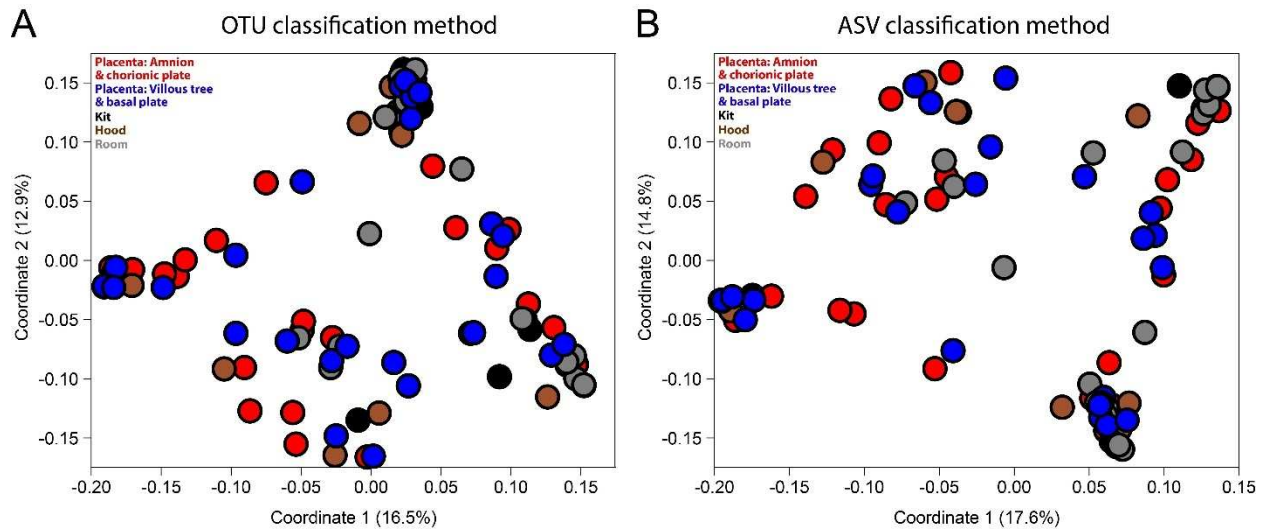 A
OTU classification method
Placenta: Amnion
& chorionic plate
Placenta: Villous tree
& basal plate
Kit
Hood
Room
Coordinate 2 (12.9%)
0.15
0.10
0.05
0.00
-0.05
-0.10
-0.15
-0.20
-0.15
-0.10
-0.05
0.00
0.05
0.10
0.15
Coordinate 1 (16.5%)
B
ASV classification method
Placenta: Amnion
& chorionic plate
Placenta: Villous tree
& basal plate
Kit
Hood
Room
Coordinate 2 (14.8%)
0.15
0.10
0.05
0.00
-0.05
-0.10
-0.15
-0.20
-0.15
-0.10
-0.05
0.00
0.05
0.10
0.15
Coordinate 1 (17.6%)